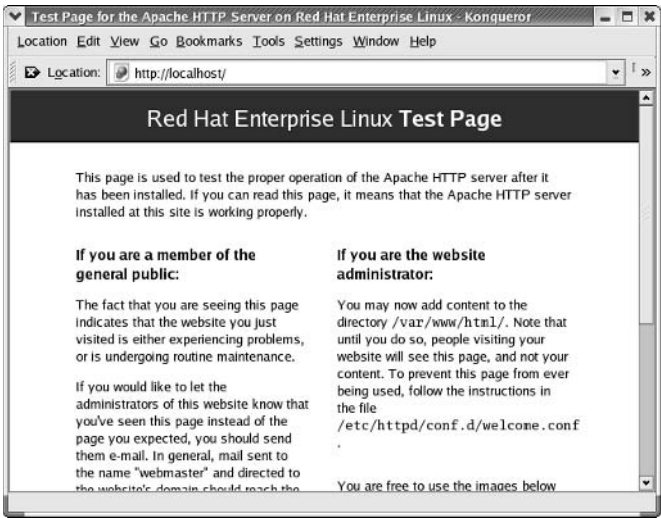 Test Page for the Apache HTTP Server on Red Hat Enterprise Linux - Konqueror
Location Edit View Go Bookmarks Tools Settings Window Help
Location: http://localhost/
Red Hat Enterprise Linux Test Page
This page is used to test the proper operation of the Apache HTTP server after it
has been installed. If you can read this page, it means that the Apache HTTP server
installed at this site is working properly.
If you are a member of the
general public:
The fact that you are seeing this page
indicates that the website you just
visited is either experiencing problems,
or is undergoing routine maintenance.
If you would like to let the
administrators of this website know that
you've seen this page instead of the
page you expected, you should send
them e-mail. In general, mail sent to
the name "webmaster" and directed to
the website's domain should reach the
If you are the website
administrator:
You may now add content to the
directory /var/www/html/. Note that
until you do so, people visiting your
website will see this page, and not your
content. To prevent this page from ever
being used, follow the instructions in
the file
/etc/httpd/conf.d/welcome.conf
.
You are free to use the images below